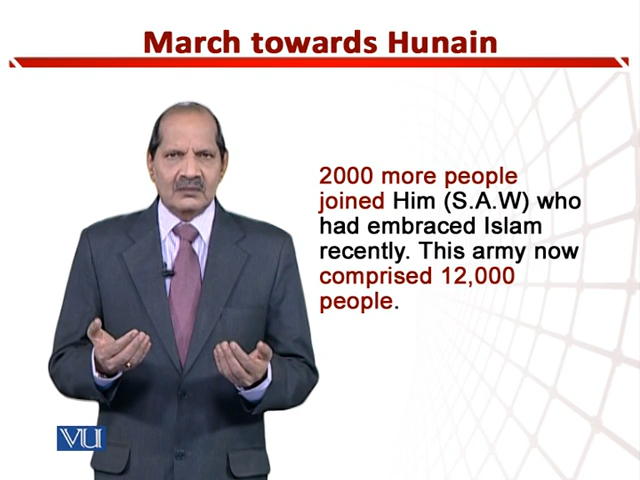 March towards Hunain
2000 more people
joined Him (S.A.W) who
had embraced Islam
recently. This army now
comprised 12,000
people.
VU